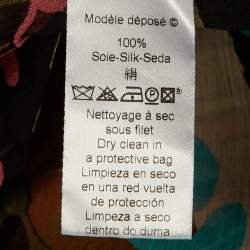 Modèle déposé ©
100%
Soie-Silk-Seda
絹
Nettoyage à sec
sous filet
Dry clean in
a protective bag
Limpieza en seco
en una red vuelta
de protección
Limpeza a seco
dentro do duma